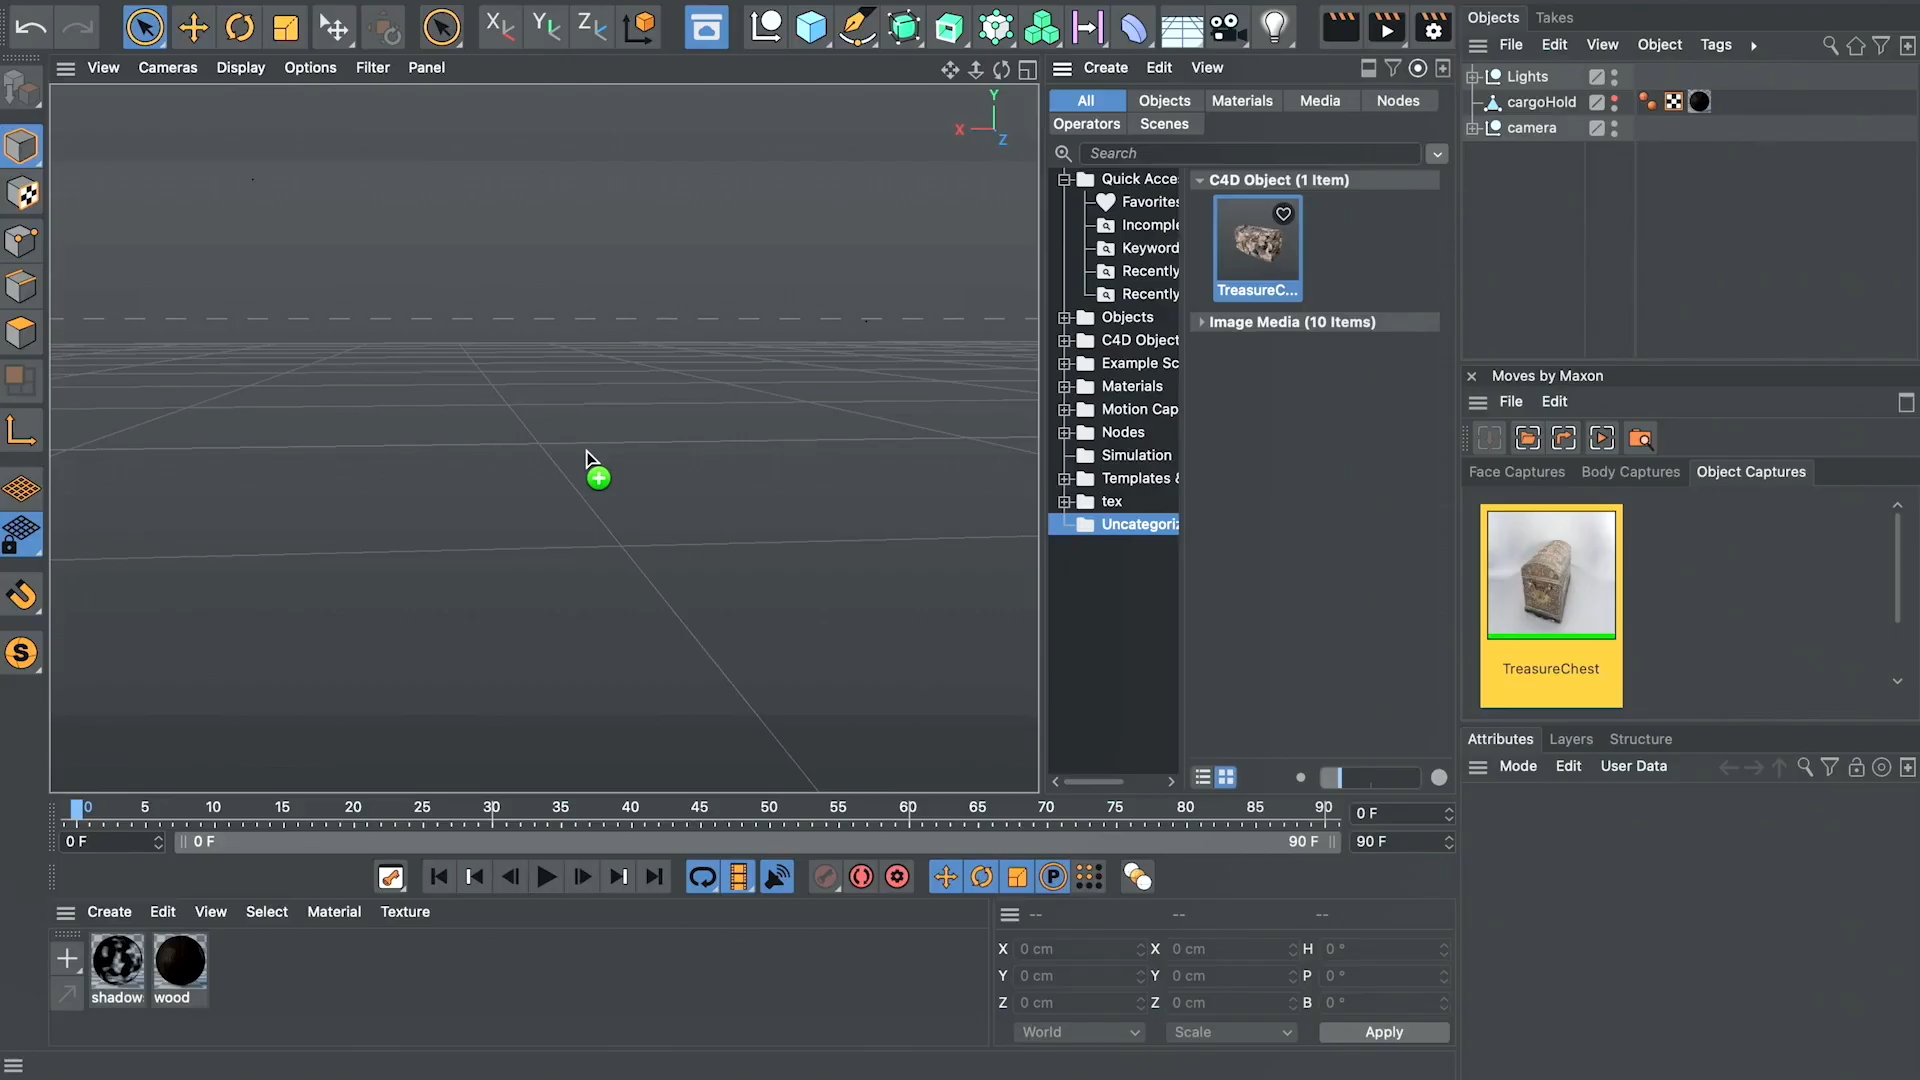 X Y Z
Objects Takes
File Edit View Object Tags
View Cameras Display Options Filter Panel
Create Edit View
Y
X
Z
All Objects Materials Media Nodes
Operators Scenes
Search
Lights
cargoHold
camera
Quick Acce
Favorites
Incomple
Keyword
Recently
Recently
Objects
C4D Object
Example Sc
Materials
Motion Cap
Nodes
Simulation
Templates &
tex
Uncategoriz
C4D Object (1 Item)
TreasureC...
Image Media (10 Items)
Moves by Maxon
File Edit
Face Captures Body Captures Object Captures
TreasureChest
Attributes Layers Structure
Mode Edit User Data
S
0 5 10 15 20 25 30 35 40 45 50 55 60 65 70 75 80 85 90
0 F
0 F 0 F 90 F 90 F
P
Create Edit View Select Material Texture
shadow
wood
-- -- --
X 0 cm X 0 cm H 0 °
Y 0 cm Y 0 cm P 0 °
Z 0 cm Z 0 cm B 0 °
World Scale Apply